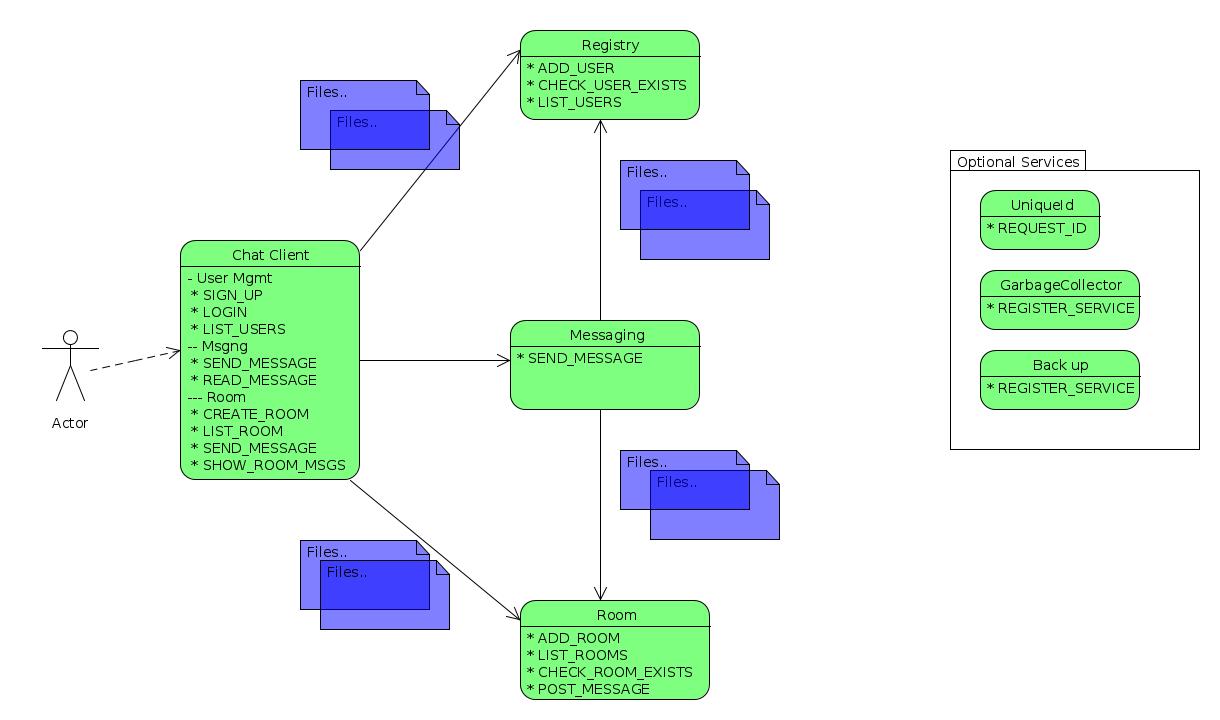 Registry
* ADD_USER
* CHECK_USER_EXISTS
* LIST_USERS
Files..
Files..
Files..
Files..
Optional Services
UniqueId
* REQUEST_ID
GarbageCollector
* REGISTER_SERVICE
Back up
* REGISTER_SERVICE
Chat Client
- User Mgmt
* SIGN_UP
* LOGIN
* LIST_USERS
-- Msgng
* SEND_MESSAGE
* READ_MESSAGE
--- Room
* CREATE_ROOM
* LIST_ROOM
* SEND_MESSAGE
* SHOW_ROOM_MSGS
Actor
Messaging
* SEND_MESSAGE
Files..
Files..
Files..
Files..
Room
* ADD_ROOM
* LIST_ROOMS
* CHECK_ROOM_EXISTS
* POST_MESSAGE